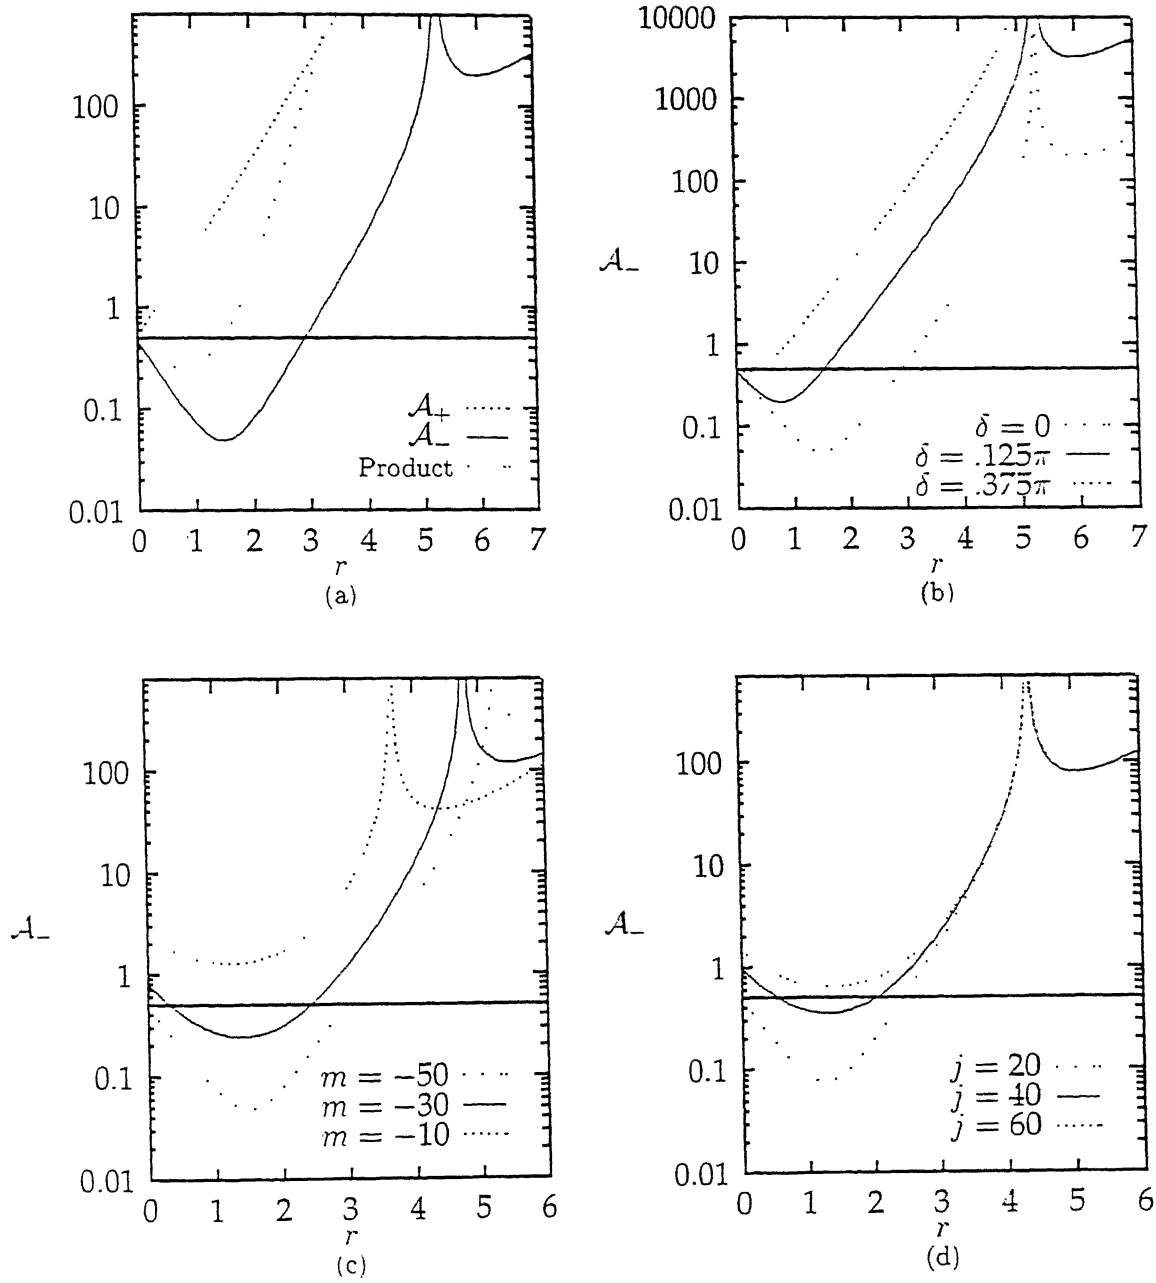 100
10
1
0.1
0.01
𝒜₊
𝒜₋
Product
0 1 2 3 4 5 6 7
r
(a)
10000
1000
100
10
1
0.1
0.01
𝒜₋
δ = 0
δ = .125π
δ = .375π
0 1 2 3 4 5 6 7
r
(b)
100
10
1
0.1
0.01
𝒜₋
m = −50
m = −30
m = −10
0 1 2 3 4 5 6
r
(c)
100
10
1
0.1
0.01
𝒜₋
j = 20
j = 40
j = 60
0 1 2 3 4 5 6
r
(d)